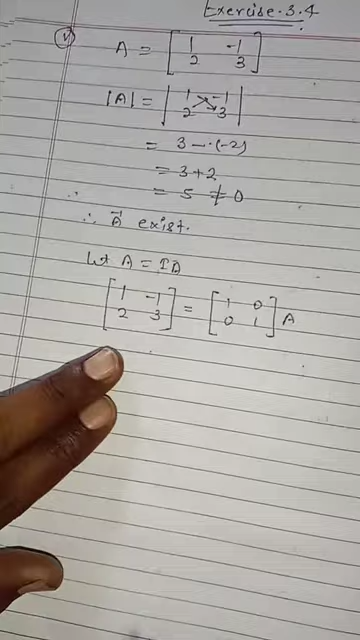 Exercise-3.4
(v) A = [ 1 -1
2 3 ]
|A| = | 1 -1
2 3 |
= 3 - (-2)
= 3+2
= 5 ≠ 0
∴
∴ A⁻ exist.
Let A = IA
[ 1 -1
2 3 ] = [ 1 0
0 1 ] A